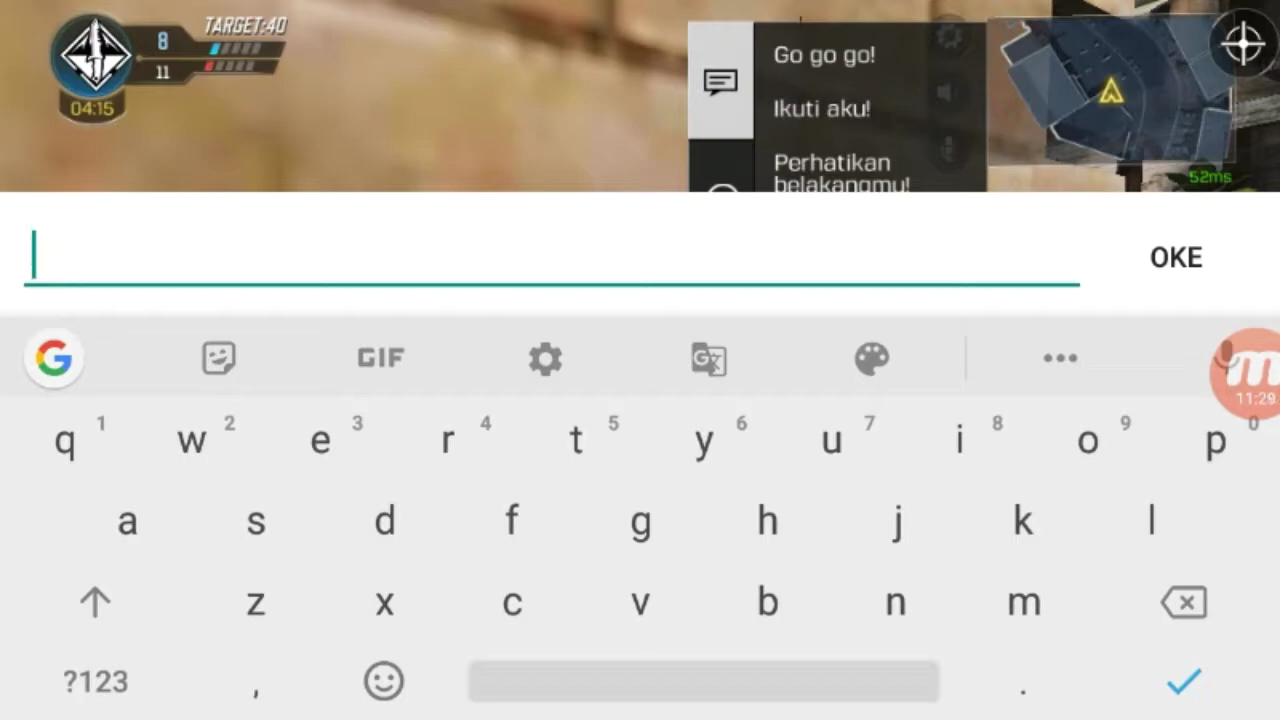 TARGET:40
8
11
04:15
Go go go!
Ikuti aku!
Perhatikan
belakangmu!
52ms
OKE
GIF
11:29
q 1 w 2 e 3 r 4 t 5 y 6 u 7 i 8 o 9 p 0
a s d f g h j k l
z x c v b n m
?123 , .